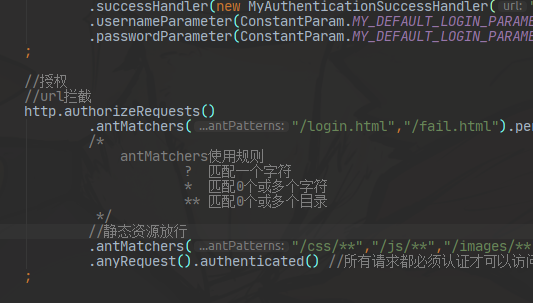 .successHandler(new MyAuthenticationSuccessHandler( url: "
.usernameParameter(ConstantParam.MY_DEFAULT_LOGIN_PARAME
.passwordParameter(ConstantParam.MY_DEFAULT_LOGIN_PARAME
;
//授权
//url拦截
http.authorizeRequests()
.antMatchers( ...antPatterns: "/login.html","/fail.html").per
/*
antMatchers使用规则
? 匹配一个字符
* 匹配0个或多个字符
** 匹配0个或多个目录
*/
//静态资源放行
.antMatchers( ...antPatterns: "/css/**","/js/**","/images/**
.anyRequest().authenticated() //所有请求都必须认证才可以访问
;